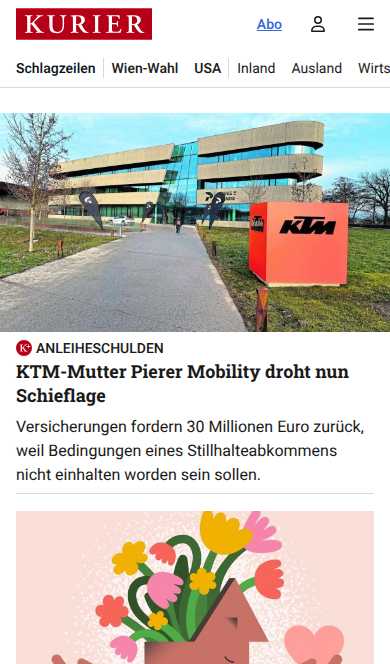 KURIER
Abo
Schlagzeilen
Wien-Wahl
USA
Inland
Ausland
Wirts
KTM
K+ ANLEIHESCHULDEN
KTM-Mutter Pierer Mobility droht nun
Schieflage
Versicherungen fordern 30 Millionen Euro zurück,
weil Bedingungen eines Stillhalteabkommens
nicht einhalten worden sein sollen.